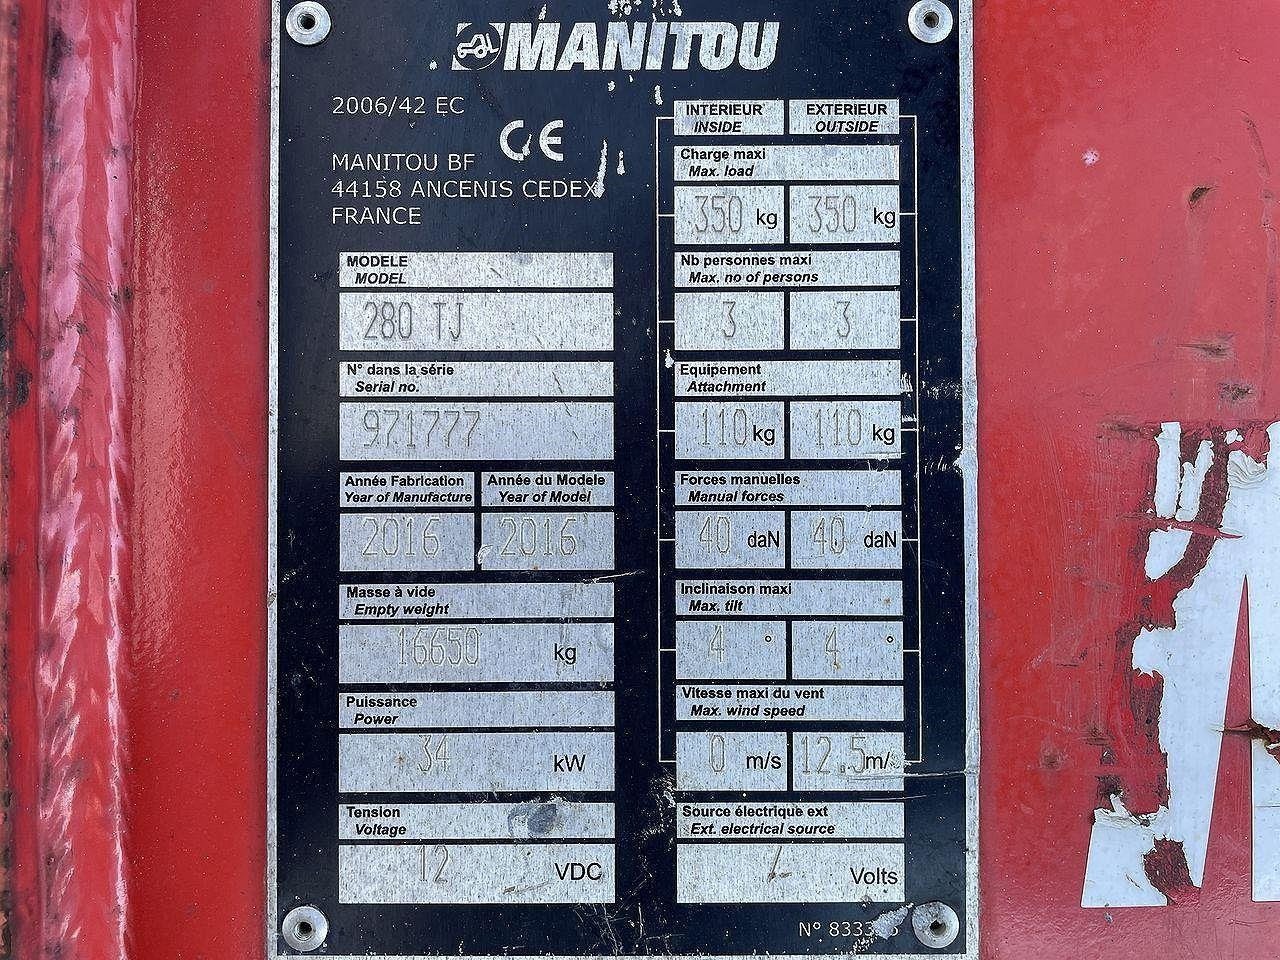 MANITOU
2006/42 EC
CE
MANITOU BF
44158 ANCENIS CEDEX
FRANCE
MODELE
MODEL
280 TJ
N° dans la série
Serial no.
971777
Année Fabrication
Year of Manufacture
2016
Année du Modele
Year of Model
2016
Masse à vide
Empty weight
16650 kg
Puissance
Power
34 kW
Tension
Voltage
12 VDC
INTERIEUR EXTERIEUR
INSIDE OUTSIDE
Charge maxi
Max. load
350 kg 350 kg
Nb personnes maxi
Max. no of persons
3 3
Equipement
Attachment
110 kg 110 kg
Forces manuelles
Manual forces
40 daN 40 daN
Inclinaison maxi
Max. tilt
4 ° 4 °
Vitesse maxi du vent
Max. wind speed
0 m/s 12.5 m/s
Source électrique ext
Ext. electrical source
/ Volts
N°